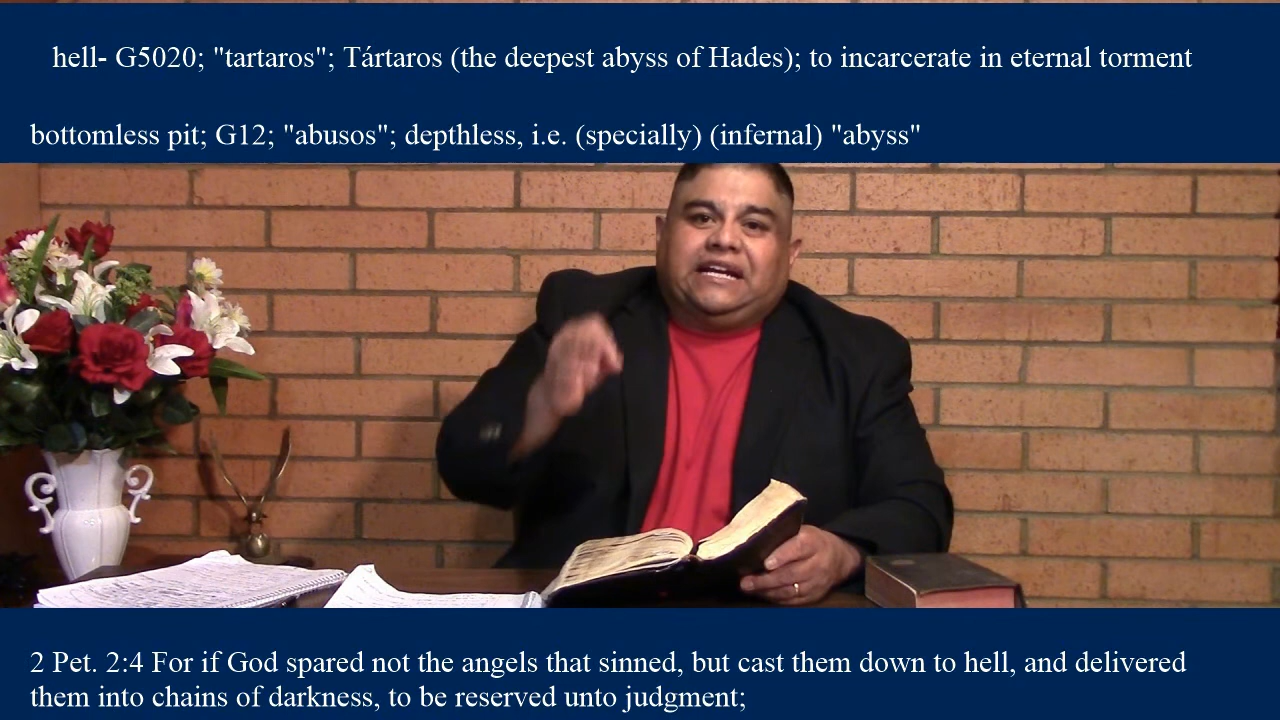 hell- G5020; "tartaros"; Tártaros (the deepest abyss of Hades); to incarcerate in eternal torment
bottomless pit; G12; "abusos"; depthless, i.e. (specially) (infernal) "abyss"
2 Pet. 2:4 For if God spared not the angels that sinned, but cast them down to hell, and delivered
them into chains of darkness, to be reserved unto judgment;